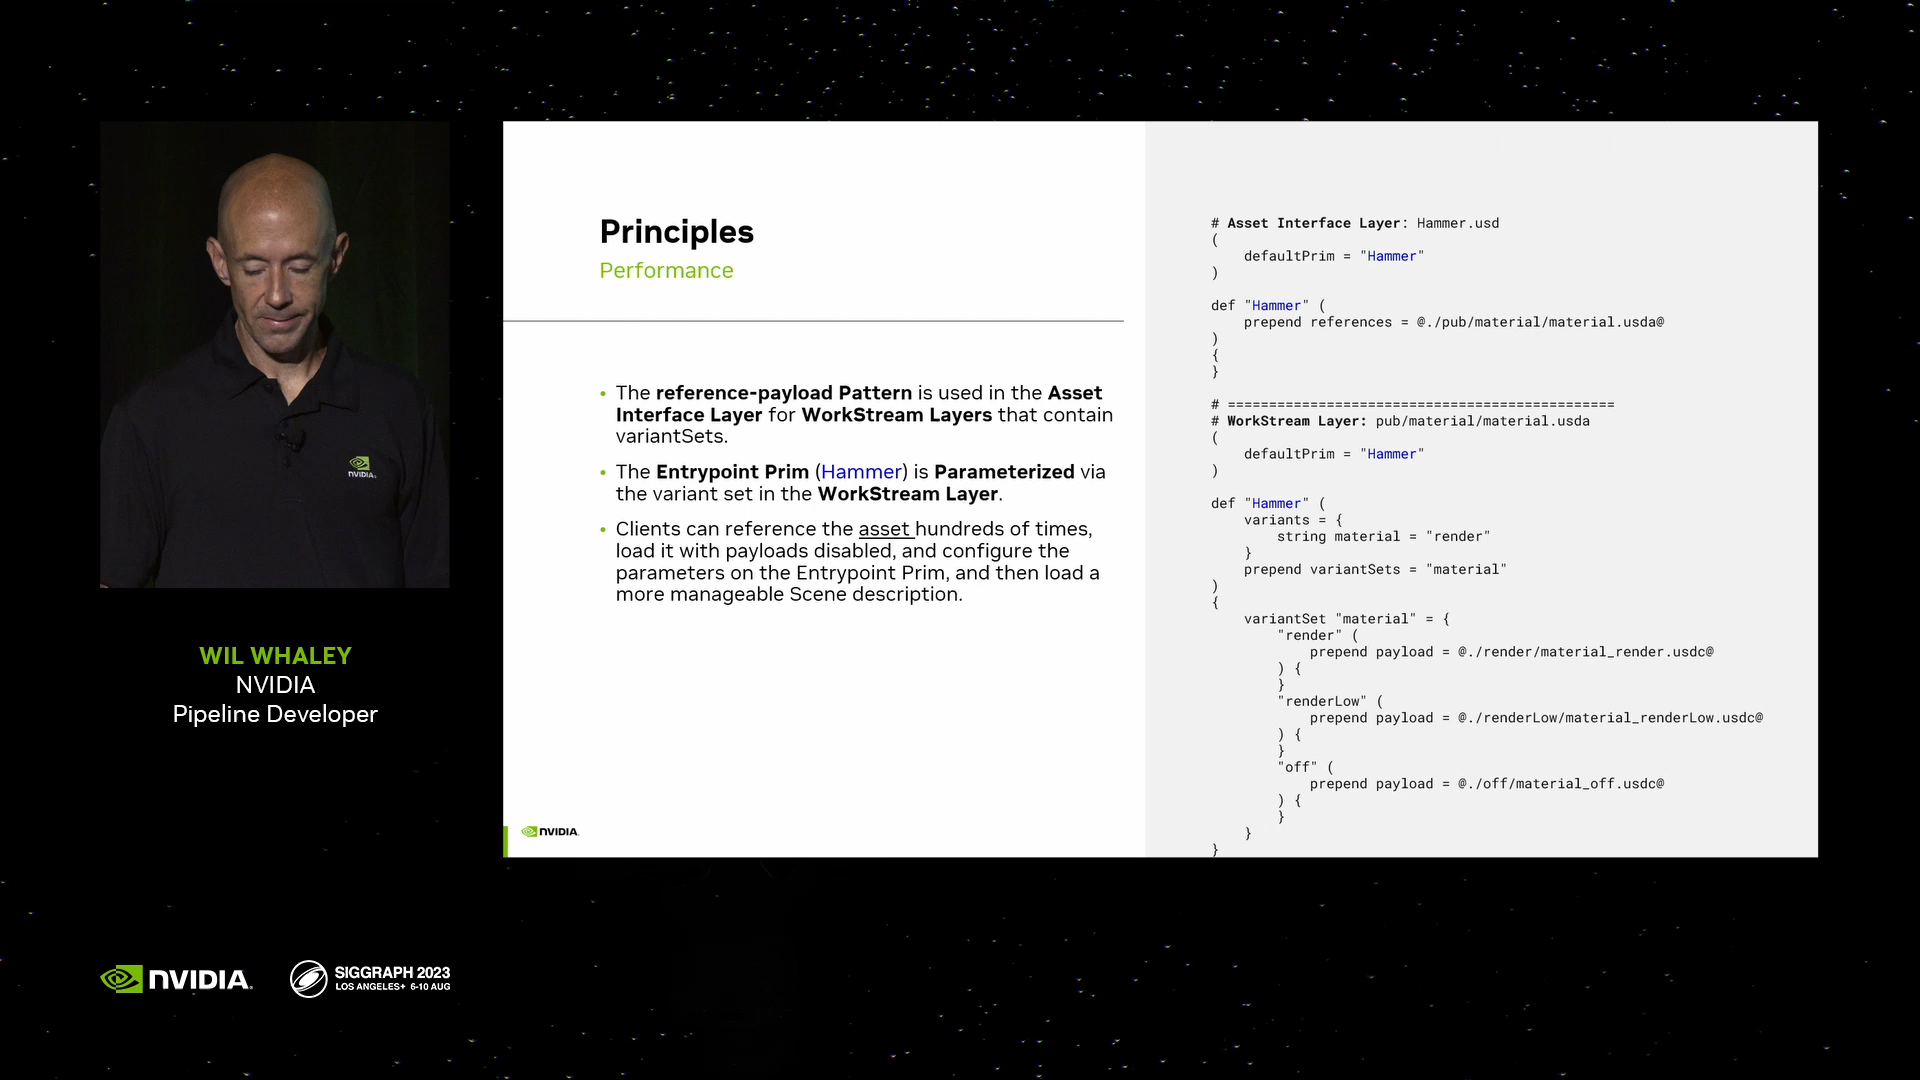 NVIDIA.
WIL WHALEY
NVIDIA
Pipeline Developer
Principles
Performance
• The reference-payload Pattern is used in the Asset
Interface Layer for WorkStream Layers that contain
variantSets.
• The Entrypoint Prim (Hammer) is Parameterized via
the variant set in the WorkStream Layer.
• Clients can reference the asset hundreds of times,
load it with payloads disabled, and configure the
parameters on the Entrypoint Prim, and then load a
more manageable Scene description.
NVIDIA.
# Asset Interface Layer: Hammer.usd
(
    defaultPrim = "Hammer"
)
def "Hammer" (
    prepend references = @./pub/material/material.usda@
)
{
}
# ===============================================
# WorkStream Layer: pub/material/material.usda
(
    defaultPrim = "Hammer"
)
def "Hammer" (
    variants = {
        string material = "render"
    }
    prepend variantSets = "material"
)
{
    variantSet "material" = {
        "render" (
            prepend payload = @./render/material_render.usdc@
        ) {
        }
        "renderLow" (
            prepend payload = @./renderLow/material_renderLow.usdc@
        ) {
        }
        "off" (
            prepend payload = @./off/material_off.usdc@
        ) {
        }
    }
}
NVIDIA.
SIGGRAPH 2023
LOS ANGELES+ 6-10 AUG